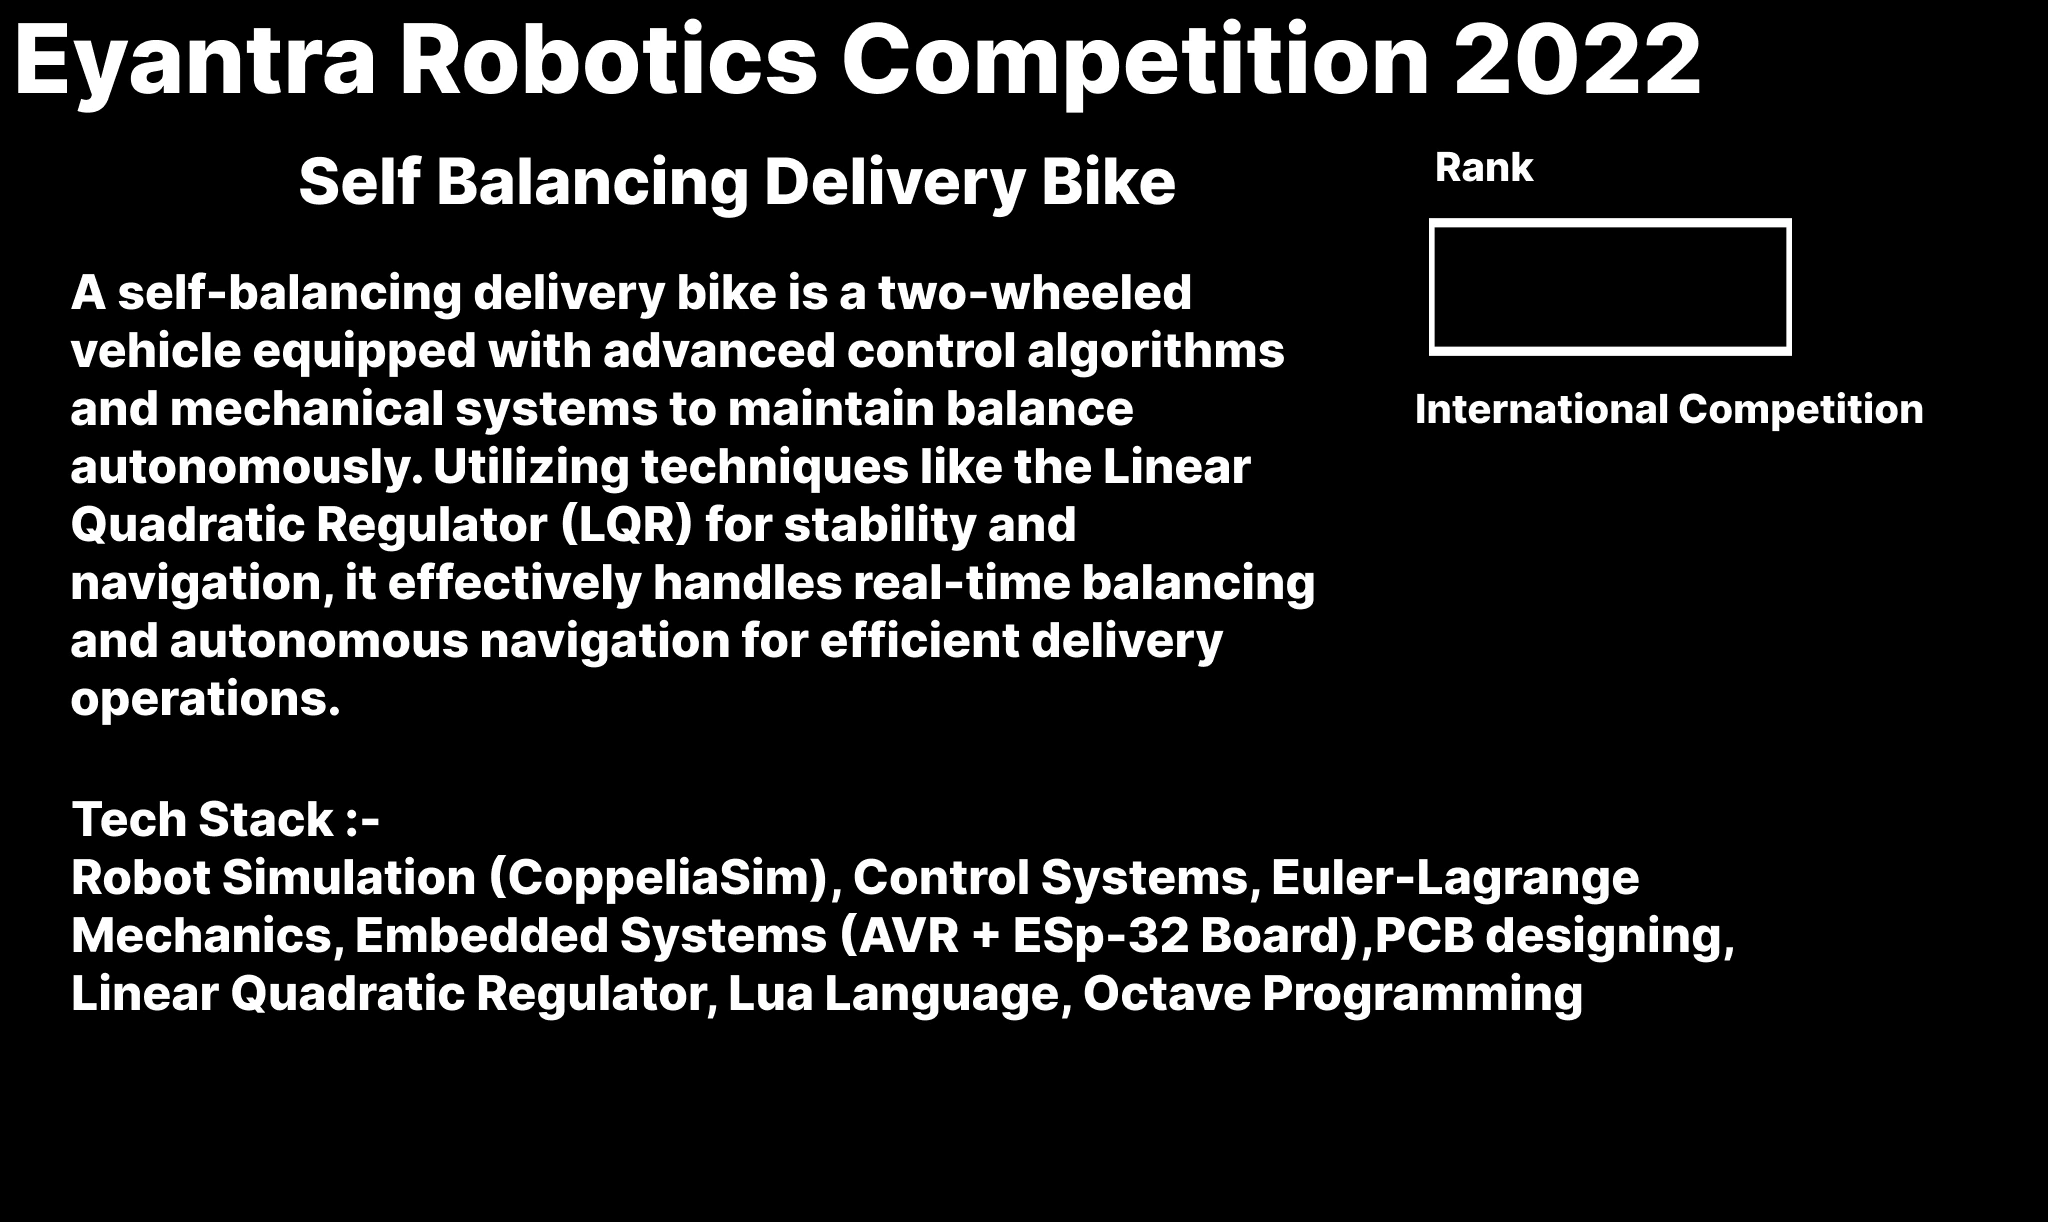 Eyantra Robotics Competition 2022
Self Balancing Delivery Bike
Rank
A self-balancing delivery bike is a two-wheeled
vehicle equipped with advanced control algorithms
and mechanical systems to maintain balance
autonomously. Utilizing techniques like the Linear
Quadratic Regulator (LQR) for stability and
navigation, it effectively handles real-time balancing
and autonomous navigation for efficient delivery
operations.
International Competition
Tech Stack :-
Robot Simulation (CoppeliaSim), Control Systems, Euler-Lagrange
Mechanics, Embedded Systems (AVR + ESp-32 Board),PCB designing,
Linear Quadratic Regulator, Lua Language, Octave Programming